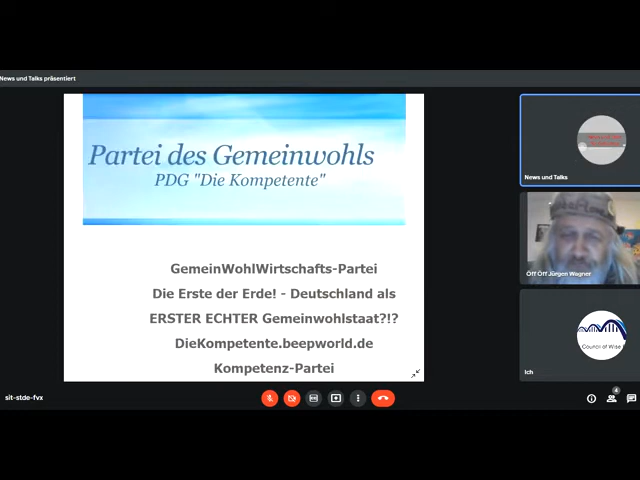 News und Talks präsentiert
Partei des Gemeinwohls
PDG "Die Kompetente"
GemeinWohlWirtschafts-Partei
Die Erste der Erde! - Deutschland als
ERSTER ECHTER Gemeinwohlstaat?!?
DieKompetente.beepworld.de
Kompetenz-Partei
News und Talks
Öff Öff Jürgen Wagner
Council of Wise
Ich
sit-stde-fvx
4